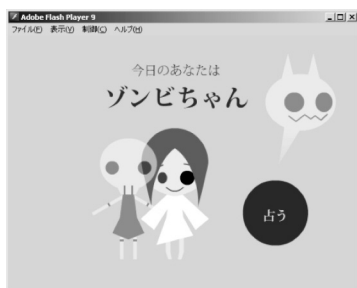 Adobe Flash Player 9
ファイル(F) 表示(V) 制御(C) ヘルプ(H)
今日のあなたは
ゾンビちゃん
占う